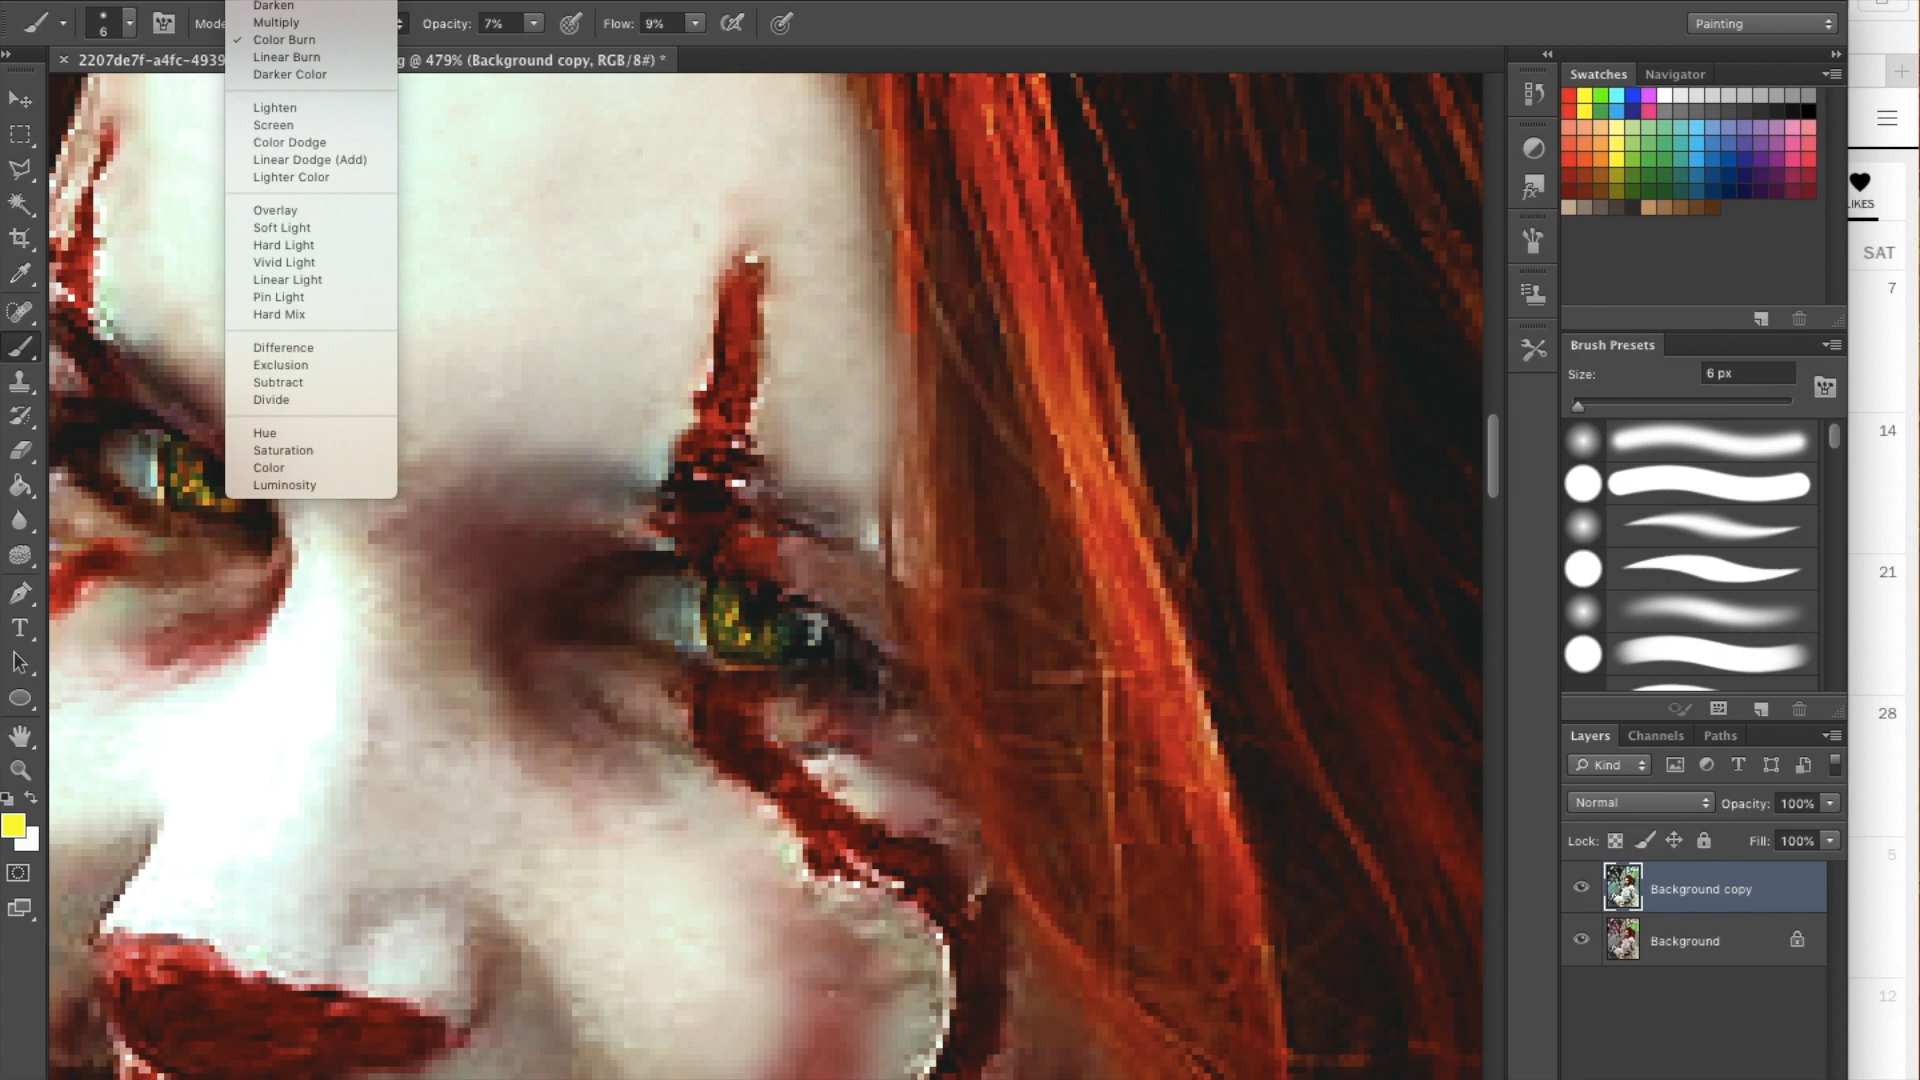 6
Mode
Opacity: 7%
Flow: 9%
Painting
Darken
Multiply
✓ Color Burn
Linear Burn
Darker Color
Lighten
Screen
Color Dodge
Linear Dodge (Add)
Lighter Color
Overlay
Soft Light
Hard Light
Vivid Light
Linear Light
Pin Light
Hard Mix
Difference
Exclusion
Subtract
Divide
Hue
Saturation
Color
Luminosity
2207de7f-a4fc-4939
g @ 479% (Background copy, RGB/8#) *
Swatches
Navigator
Brush Presets
Size:
6 px
Layers
Channels
Paths
Kind
Normal
Opacity: 100%
Lock:
Fill: 100%
Background copy
Background
LIKES
SAT
7
14
21
28
5
12